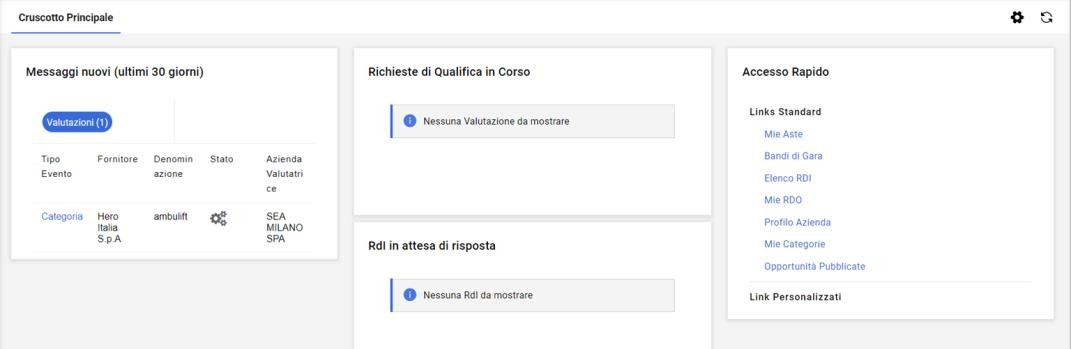 Cruscotto Principale
Messaggi nuovi (ultimi 30 giorni)
Valutazioni (1)
Tipo Evento Fornitore Denomin azione Stato Azienda Valutatri ce
Categoria Hero Italia S.p.A ambulift SEA MILANO SPA
Richieste di Qualifica in Corso
Nessuna Valutazione da mostrare
RdI in attesa di risposta
Nessuna RdI da mostrare
Accesso Rapido
Links Standard
Mie Aste
Bandi di Gara
Elenco RDI
Mie RDO
Profilo Azienda
Mie Categorie
Opportunità Pubblicate
Link Personalizzati